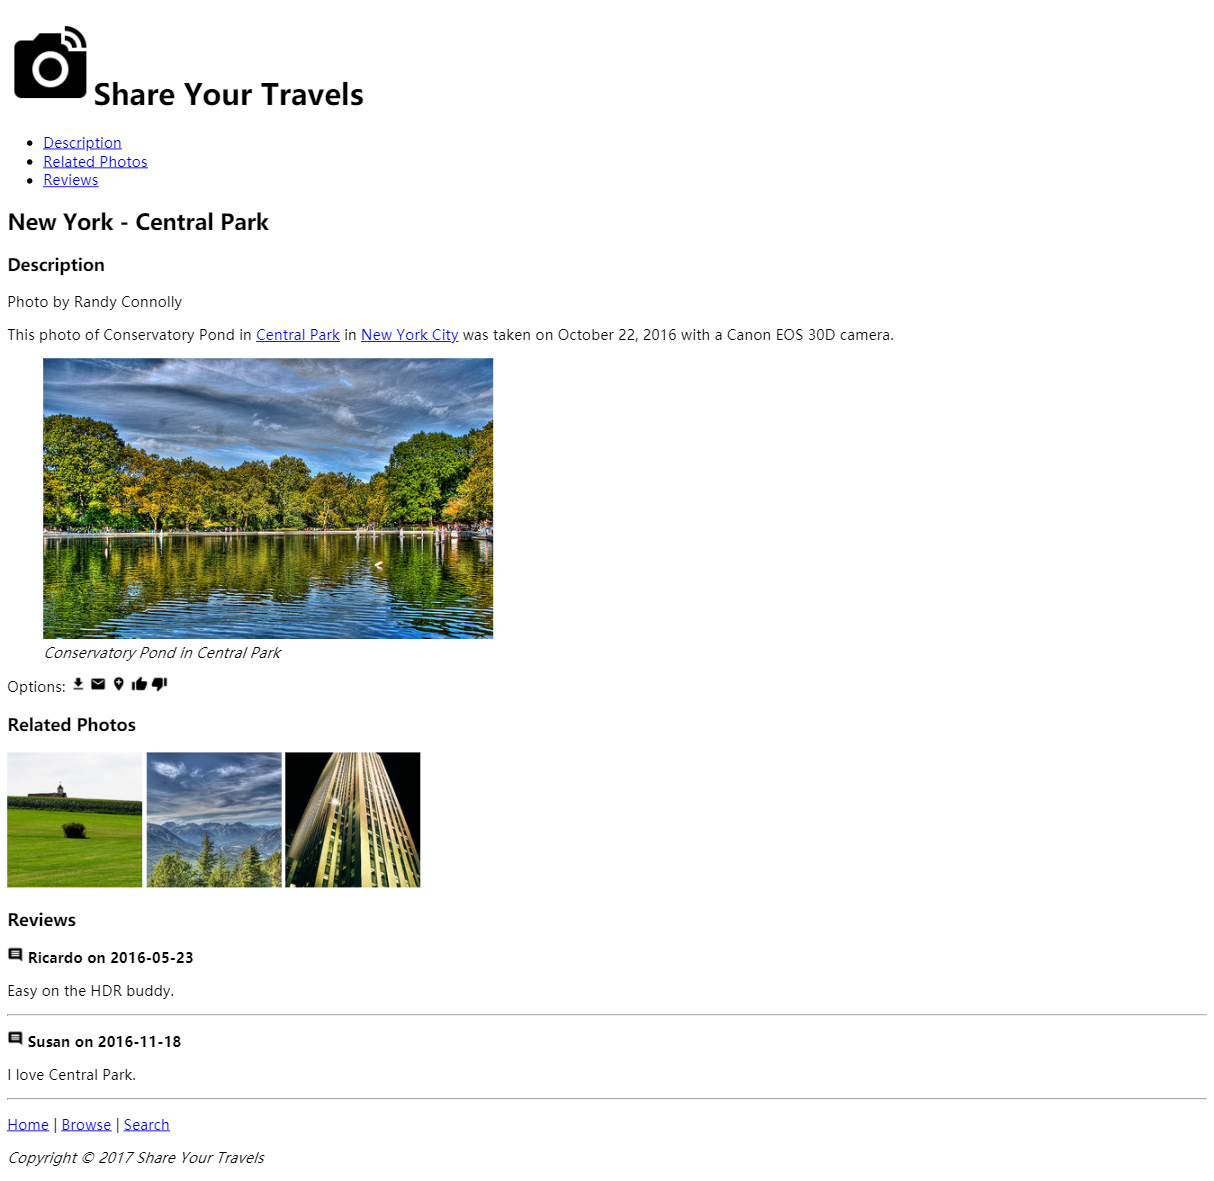 Share Your Travels
Description
Related Photos
Reviews
New York - Central Park
Description
Photo by Randy Connolly
This photo of Conservatory Pond in Central Park in New York City was taken on October 22, 2016 with a Canon EOS 30D camera.
Conservatory Pond in Central Park
Options:
Related Photos
Reviews
Ricardo on 2016-05-23
Easy on the HDR buddy.
Susan on 2016-11-18
I love Central Park.
Home | Browse | Search
Copyright © 2017 Share Your Travels